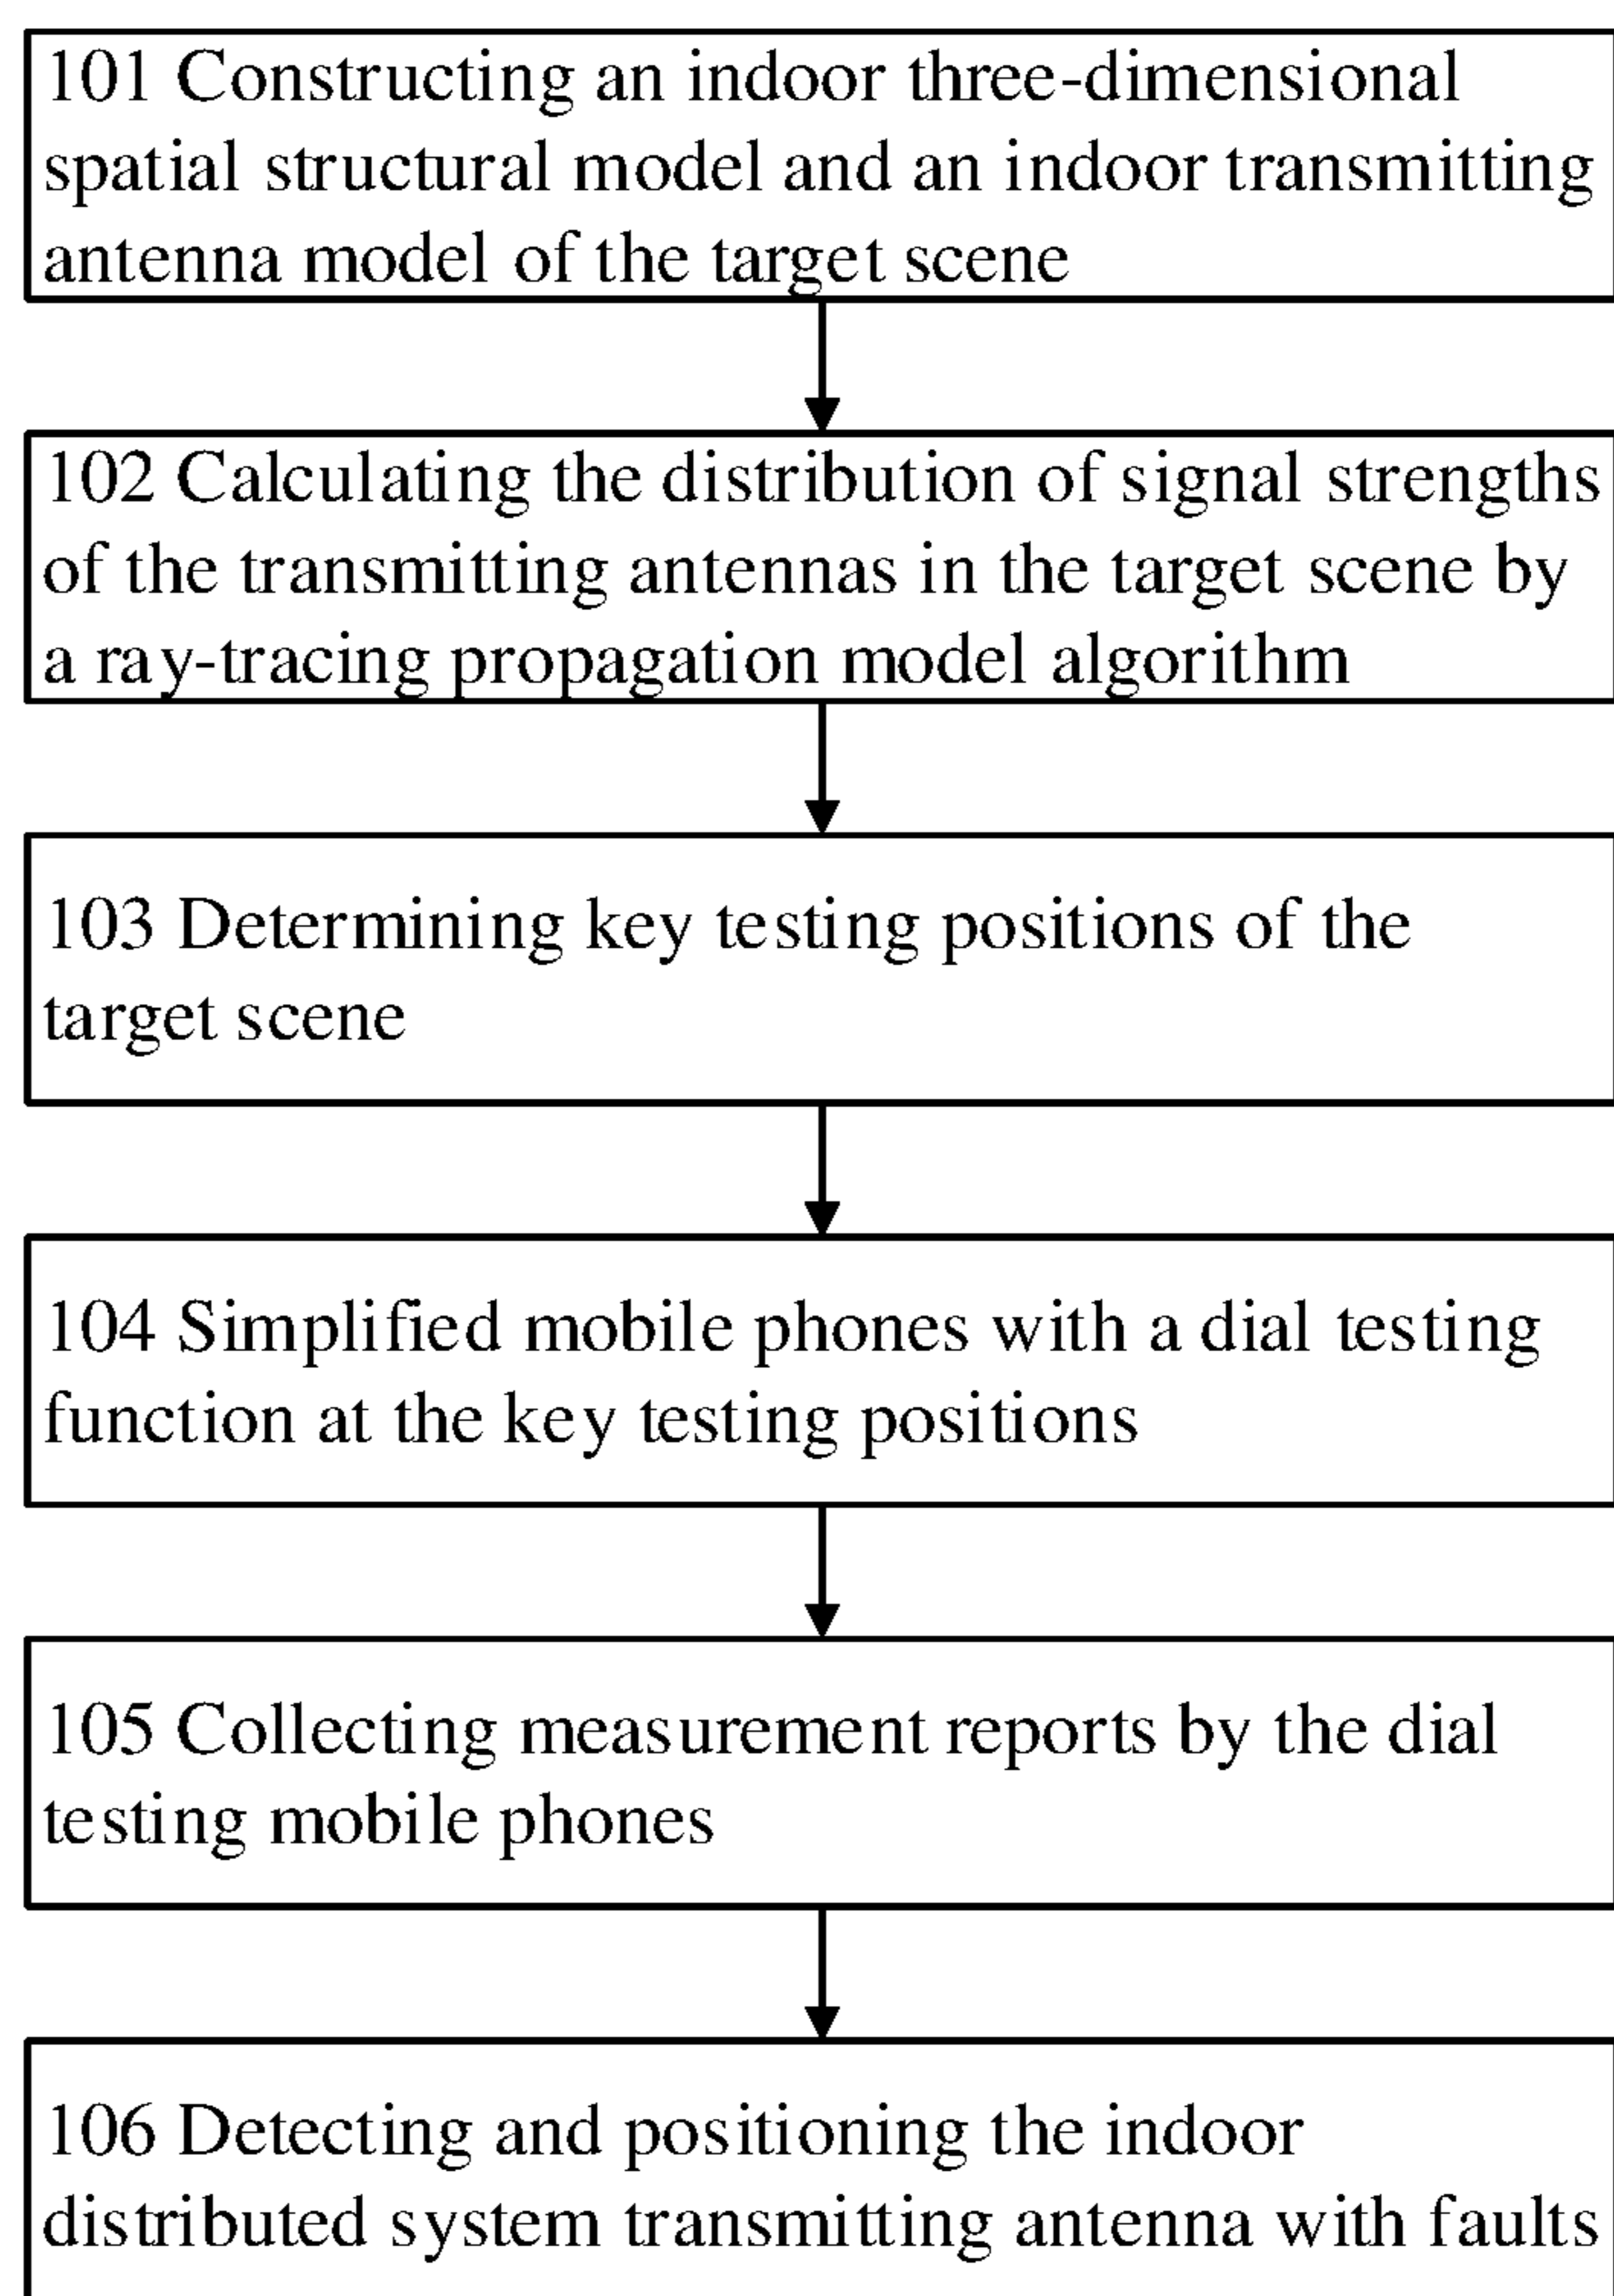 101 Constructing an indoor three-dimensional
spatial structural model and an indoor transmitting
antenna model of the target scene
102 Calculating the distribution of signal strengths
of the transmitting antennas in the target scene by
a ray-tracing propagation model algorithm
103 Determining key testing positions of the
target scene
104 Simplified mobile phones with a dial testing
function at the key testing positions
105 Collecting measurement reports by the dial
testing mobile phones
106 Detecting and positioning the indoor
distributed system transmitting antenna with faults